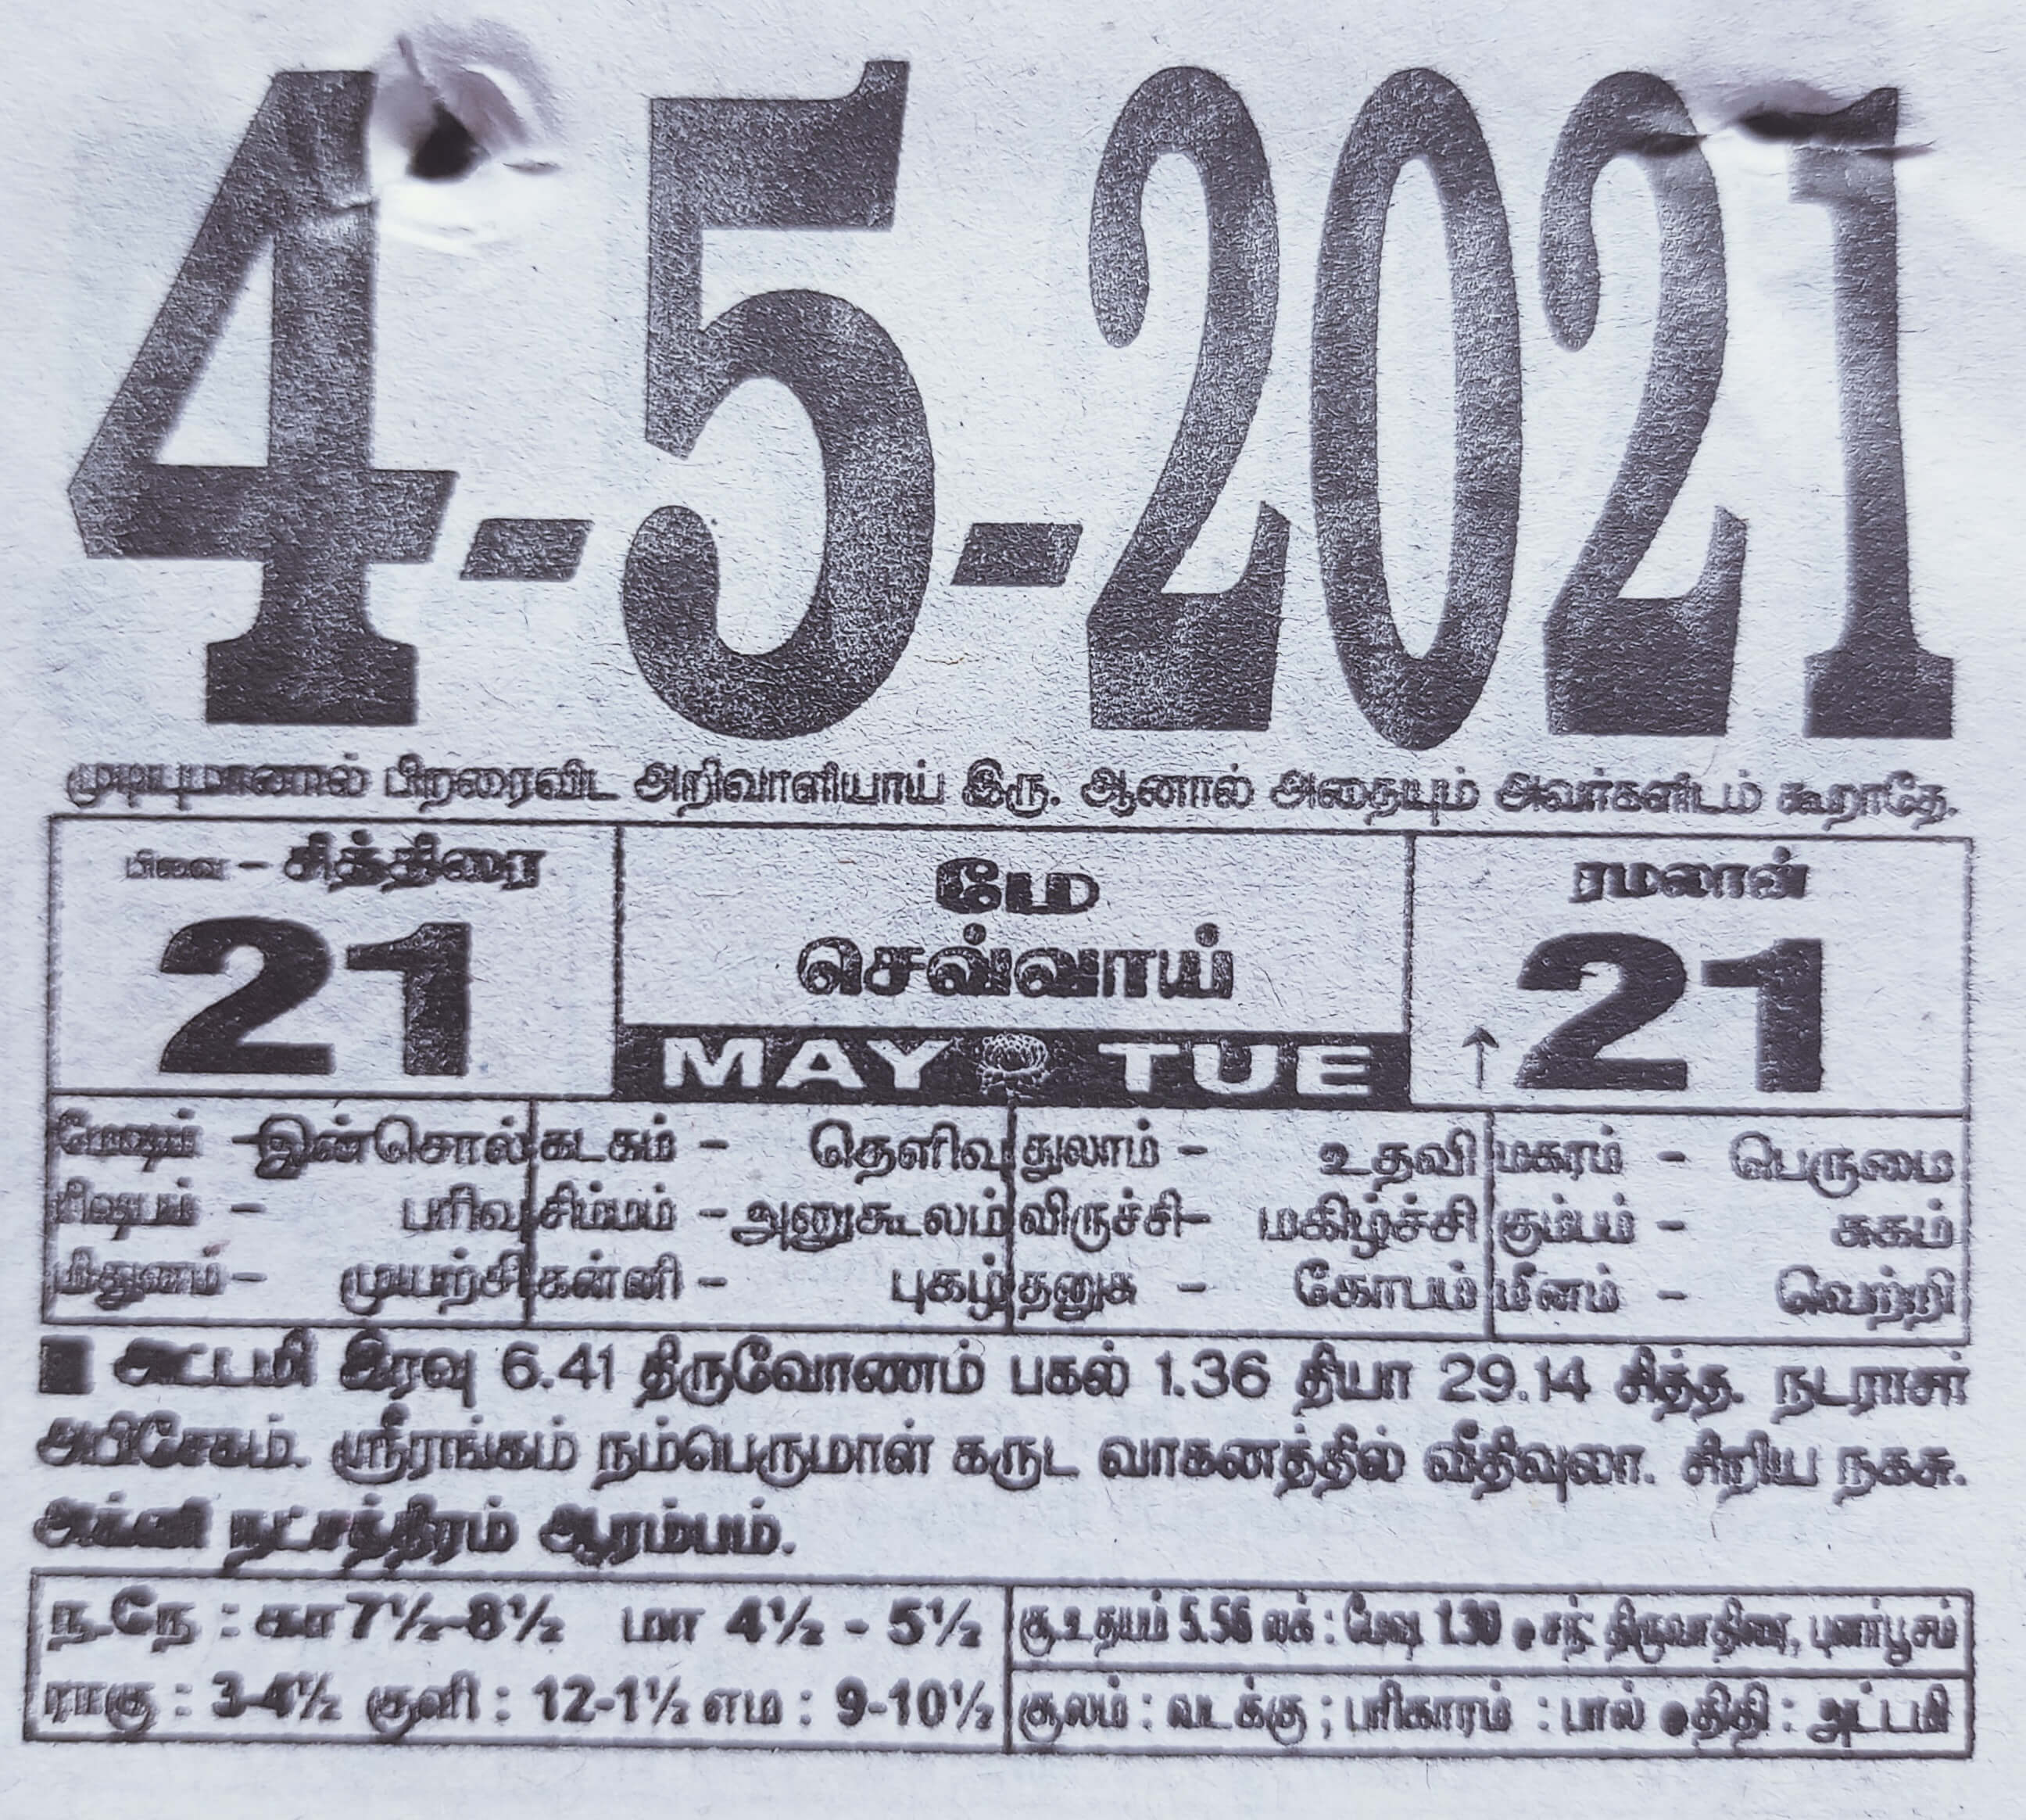 4-5-2021
முடியுமானால் பிறரைவிட அறிவாளியாய் இரு. ஆனால் அதையும் அவர்களிடம் கூறாதே.
பிலவ - சித்திரை
21
மே
செவ்வாய்
MAY TUE
ரமலான்
↑ 21
மேஷம் - இன்சொல் கடகம் - தெளிவு துலாம் - உதவி மகரம் - பெருமை
ரிஷபம் - பரிவு சிம்மம் - அனுகூலம் விருச்சி - மகிழ்ச்சி கும்பம் - சுகம்
மிதுனம் - முயற்சி கன்னி - புகழ் தனுசு - கோபம் மீனம் - வெற்றி
■ அட்டமி இரவு 6.41 திருவோணம் பகல் 1.36 தியா 29.14 சித்த. நடராசர்
அபிசேகம். ஸ்ரீரங்கம் நம்பெருமாள் கருட வாகனத்தில் வீதிவுலா. சிறிய நகசு.
அக்னி நட்சத்திரம் ஆரம்பம்.
ந.நே : கா 7½-8½ மா 4½ - 5½
ராகு : 3-4½ குளி : 12-1½ எம : 9-10½
சூ.உதயம் 5.56 லக் : மேஷ 1.30 ● சந். திருவாதிரை, புனர்பூசம்
சூலம் : வடக்கு ; பரிகாரம் : பால் ● திதி : அட்டமி